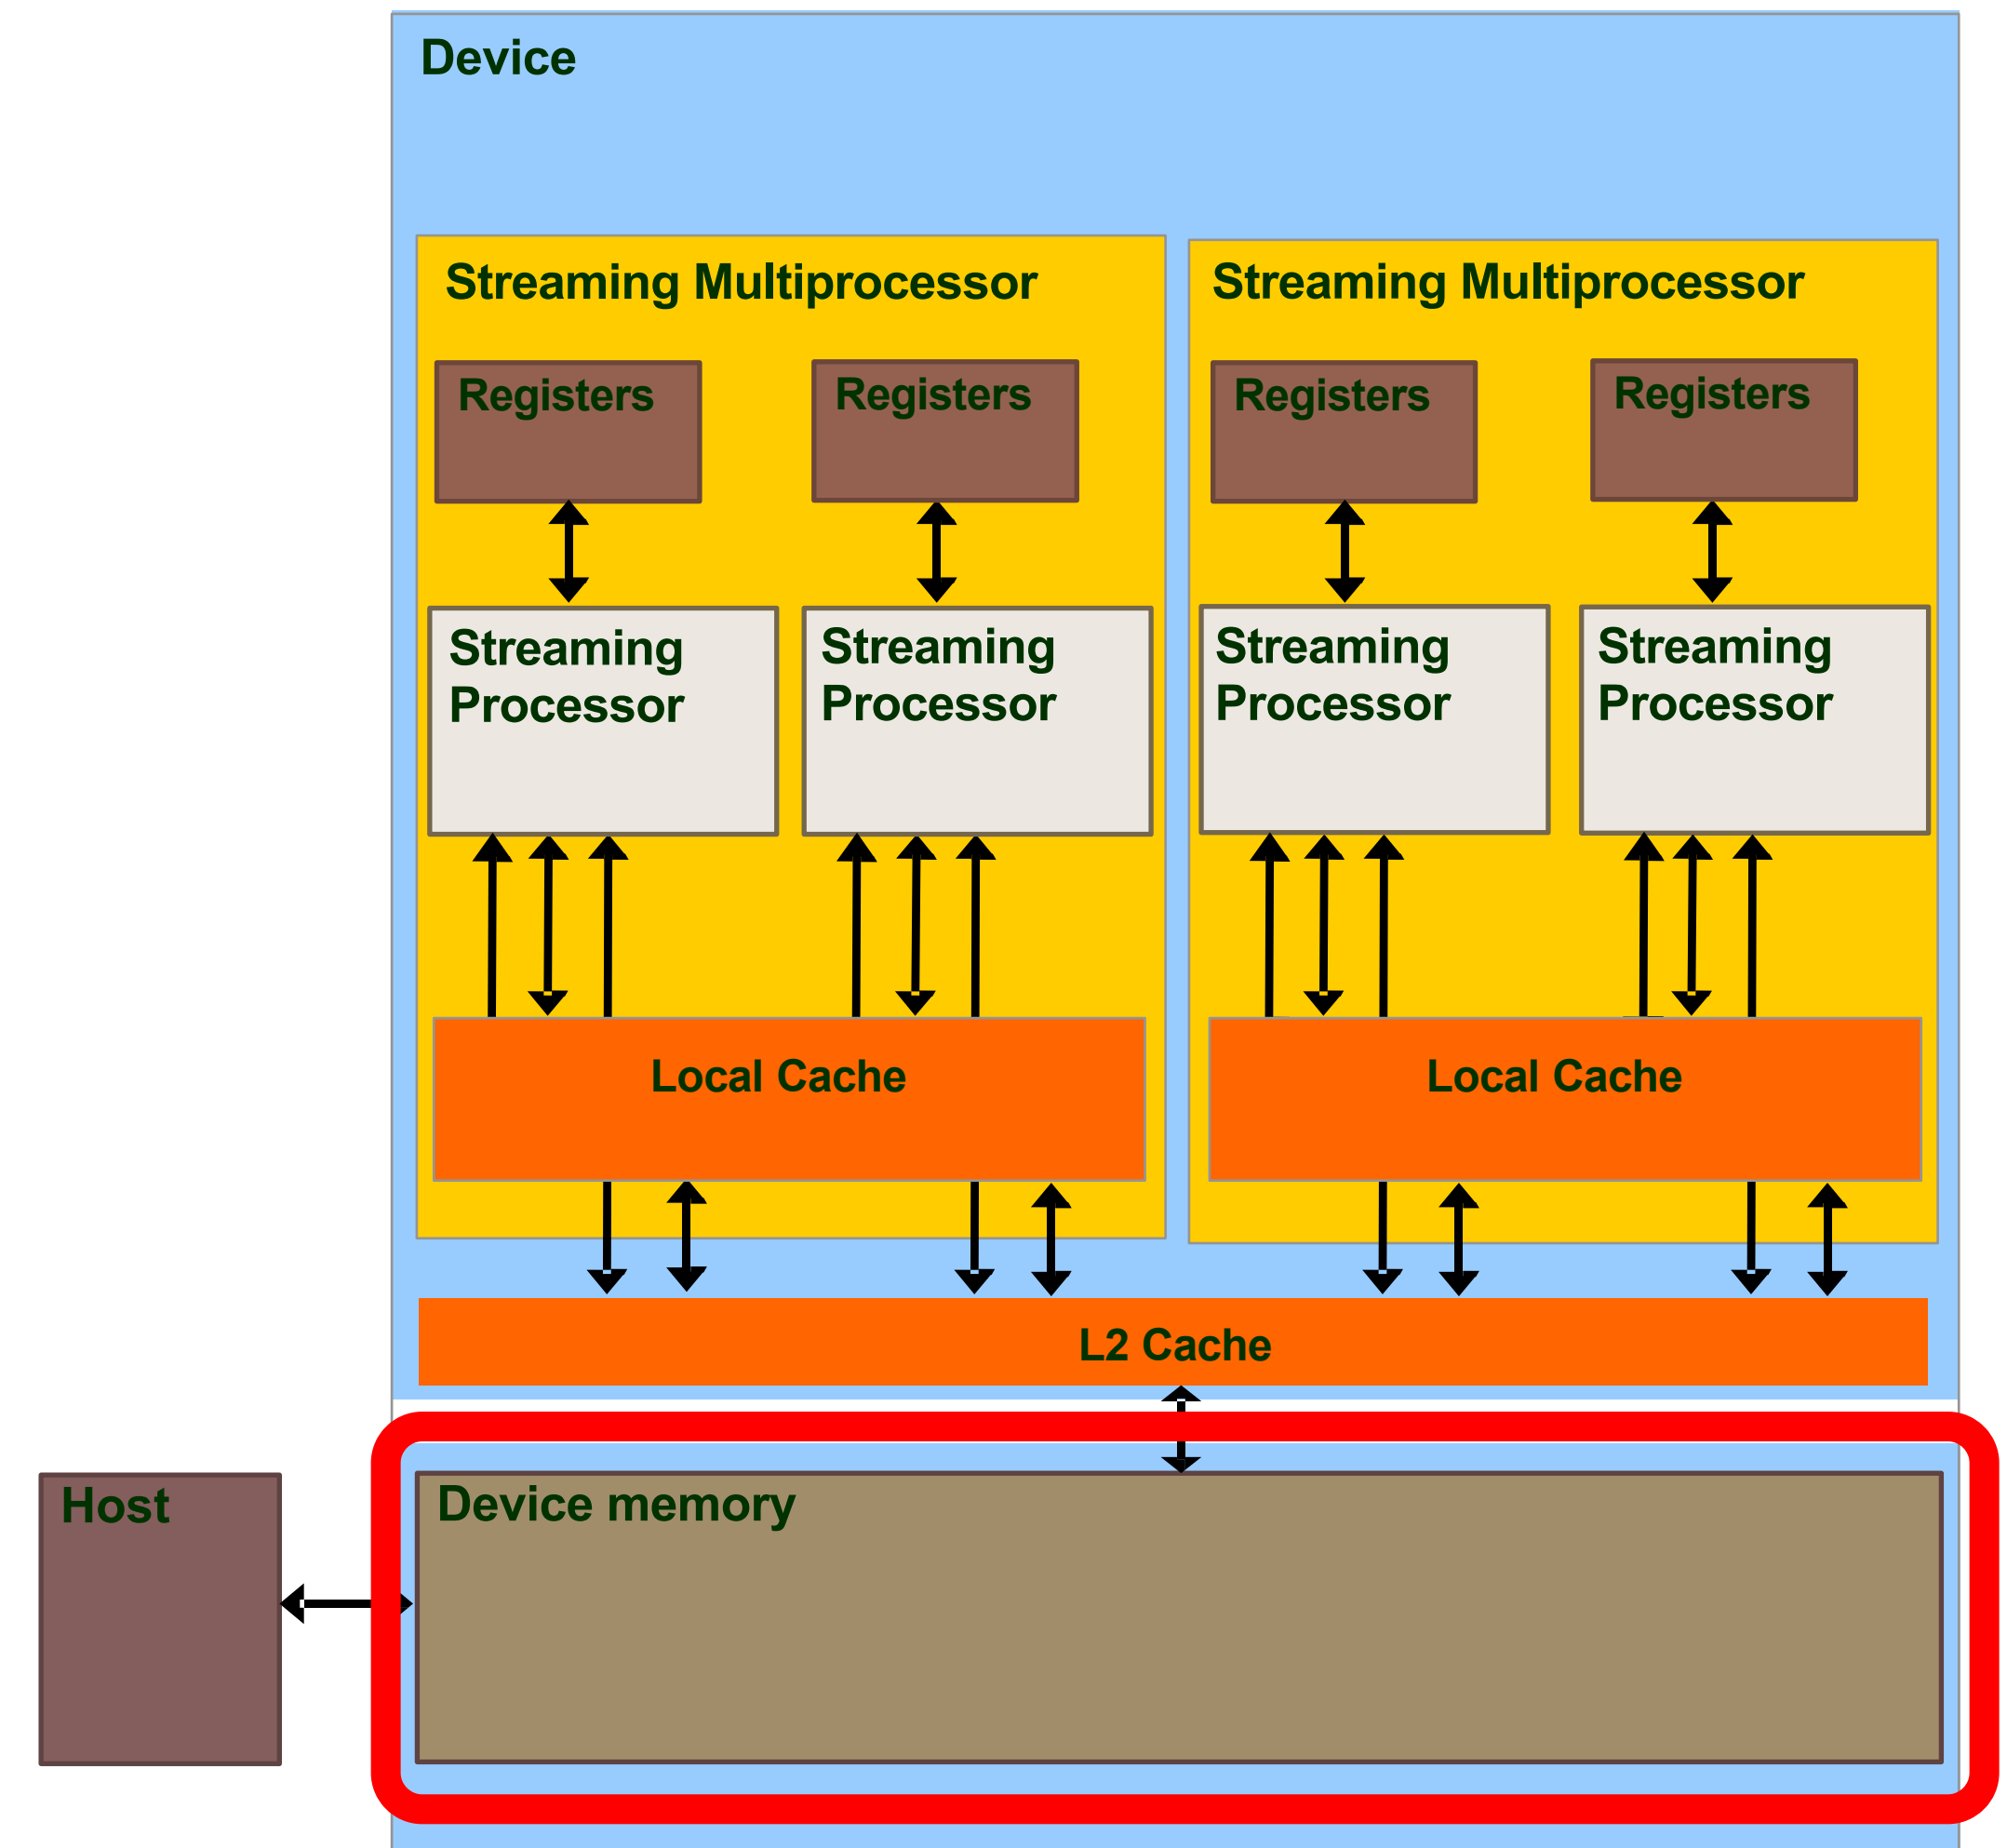 Device
Streaming Multiprocessor
Streaming Multiprocessor
Registers
Registers
Registers
Registers
Streaming
Processor
Streaming
Processor
Streaming
Processor
Streaming
Processor
Local Cache
Local Cache
L2 Cache
Host
Device memory